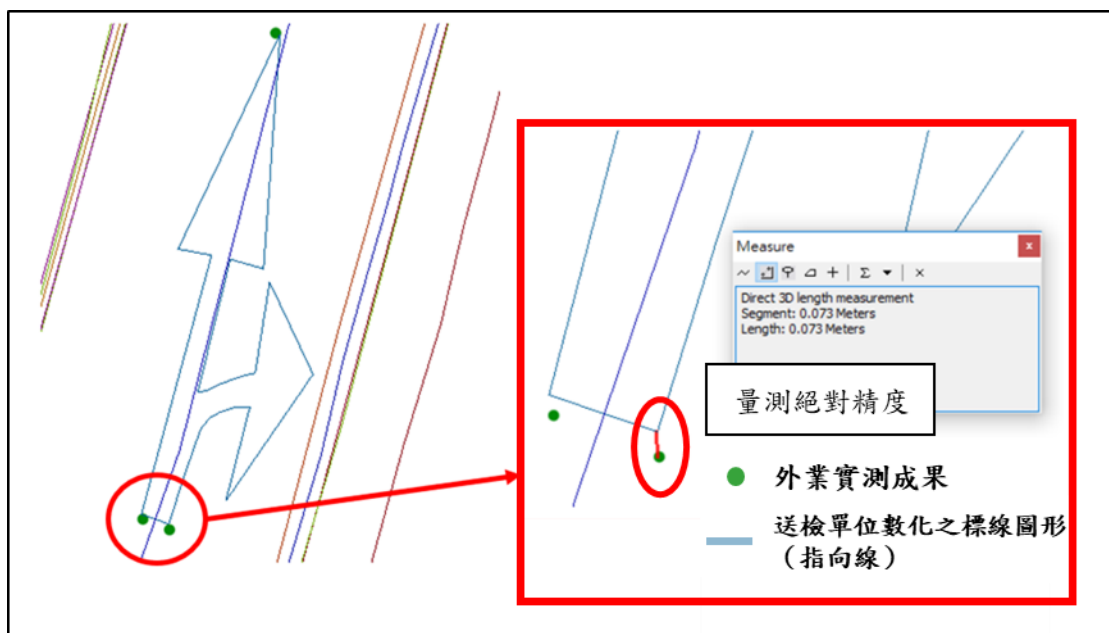 Measure
Direct 3D length measurement
Segment: 0.073 Meters
Length: 0.073 Meters
量測絕對精度
外業實測成果
送檢單位數化之標線圖形
（指向線）